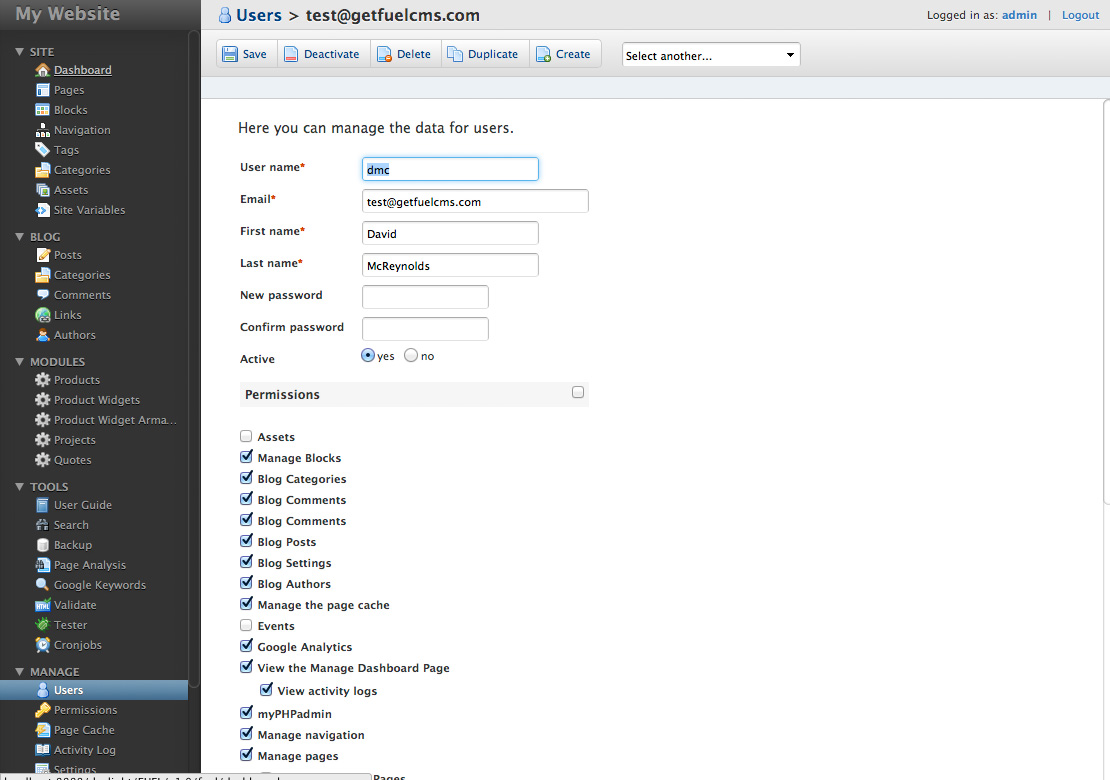 My Website
Users > test@getfuelcms.com
Logged in as: admin | Logout
Save
Deactivate
Delete
Duplicate
Create
Select another...
SITE
Dashboard
Pages
Blocks
Navigation
Tags
Categories
Assets
Site Variables
BLOG
Posts
Categories
Comments
Links
Authors
MODULES
Products
Product Widgets
Product Widget Arma...
Projects
Quotes
TOOLS
User Guide
Search
Backup
Page Analysis
Google Keywords
Validate
Tester
Cronjobs
MANAGE
Users
Permissions
Page Cache
Activity Log
Settings
Here you can manage the data for users.
User name*
dmc
Email*
test@getfuelcms.com
First name*
David
Last name*
McReynolds
New password
Confirm password
Active
yes
no
Permissions
Assets
Manage Blocks
Blog Categories
Blog Comments
Blog Comments
Blog Posts
Blog Settings
Blog Authors
Manage the page cache
Events
Google Analytics
View the Manage Dashboard Page
View activity logs
myPHPadmin
Manage navigation
Manage pages
Pages